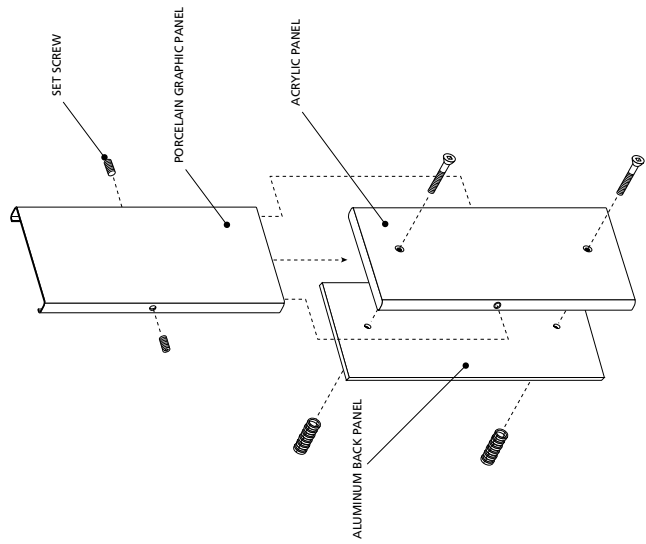 SET SCREW
PORCELAIN GRAPHIC PANEL
ACRYLIC PANEL
ALUMINUM BACK PANEL